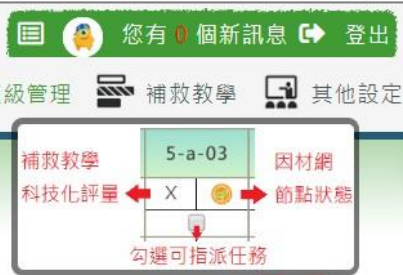 您有 0 個新訊息 登出
級管理 補救教學 其他設定
5-a-03
補救教學 因材網
科技化評量 X 節點狀態
勾選可指派任務